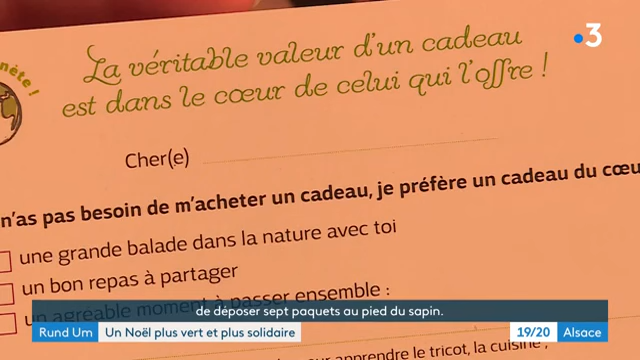 .3
nète !
La véritable valeur d'un cadeau
est dans le cœur de celui qui l'offre !
Cher(e)
n'as pas besoin de m'acheter un cadeau, je préfère un cadeau du cœu
une grande balade dans la nature avec toi
un bon repas à partager
un agréable moment à passer ensemble :
de déposer sept paquets au pied du sapin.
Rund Um Un Noël plus vert et plus solidaire 19/20 Alsace
apprendre le tricot, la cuisine ;